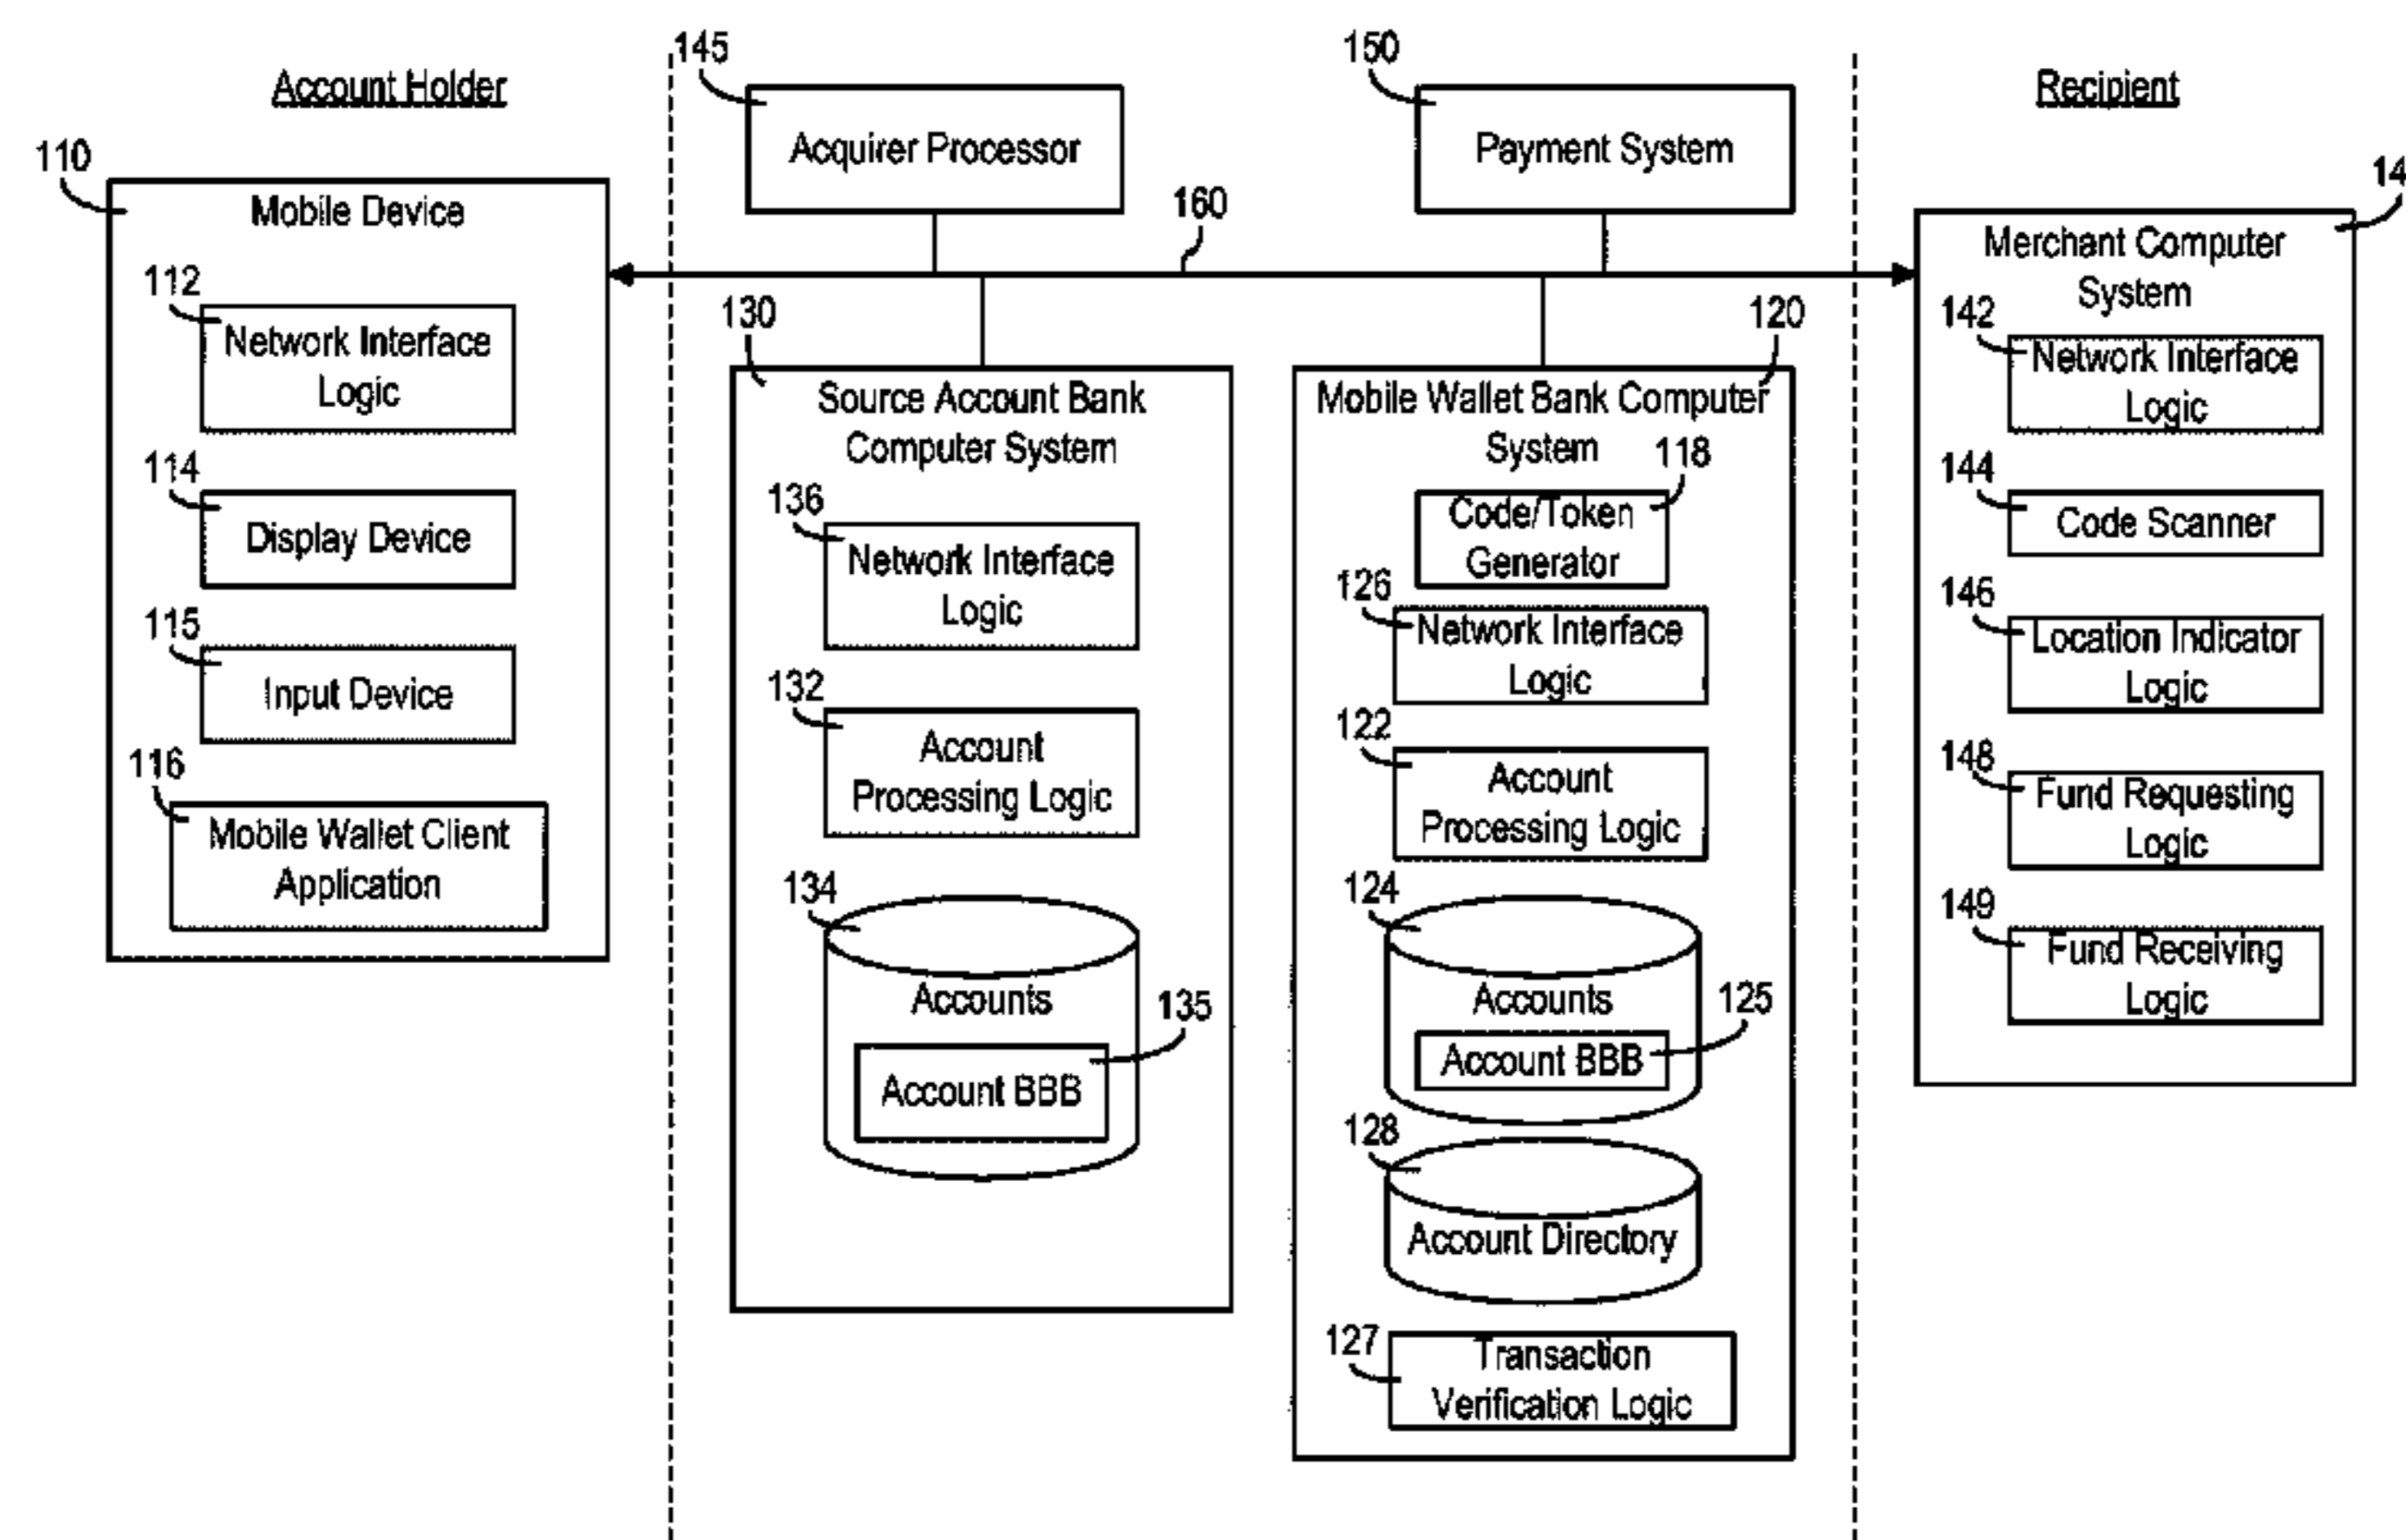 Account Holder
110
Mobile Device
112
Network Interface
Logic
114
Display Device
115
Input Device
116
Mobile Wallet Client
Application
145
Acquirer Processor
150
Payment System
160
130
Source Account Bank
Computer System
136
Network Interface
Logic
132
Account
Processing Logic
134
Accounts
135
Account BBB
120
Mobile Wallet Bank Computer
System
118
Code/Token
Generator
126
Network Interface
Logic
122
Account
Processing Logic
124
Accounts
125
Account BBB
128
Account Directory
127
Transaction
Verification Logic
Recipient
14
Merchant Computer
System
142
Network Interface
Logic
144
Code Scanner
146
Location Indicator
Logic
148
Fund Requesting
Logic
149
Fund Receiving
Logic